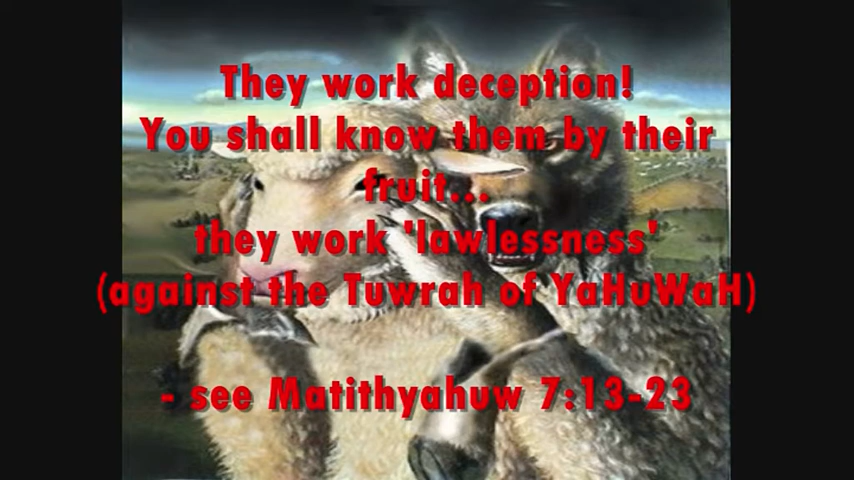 They work deception!
You shall know them by their
fruit...
they work 'lawlessness'
(against the Tuwrah of YaHuWaH)
- see Matithyahuw 7:13-23